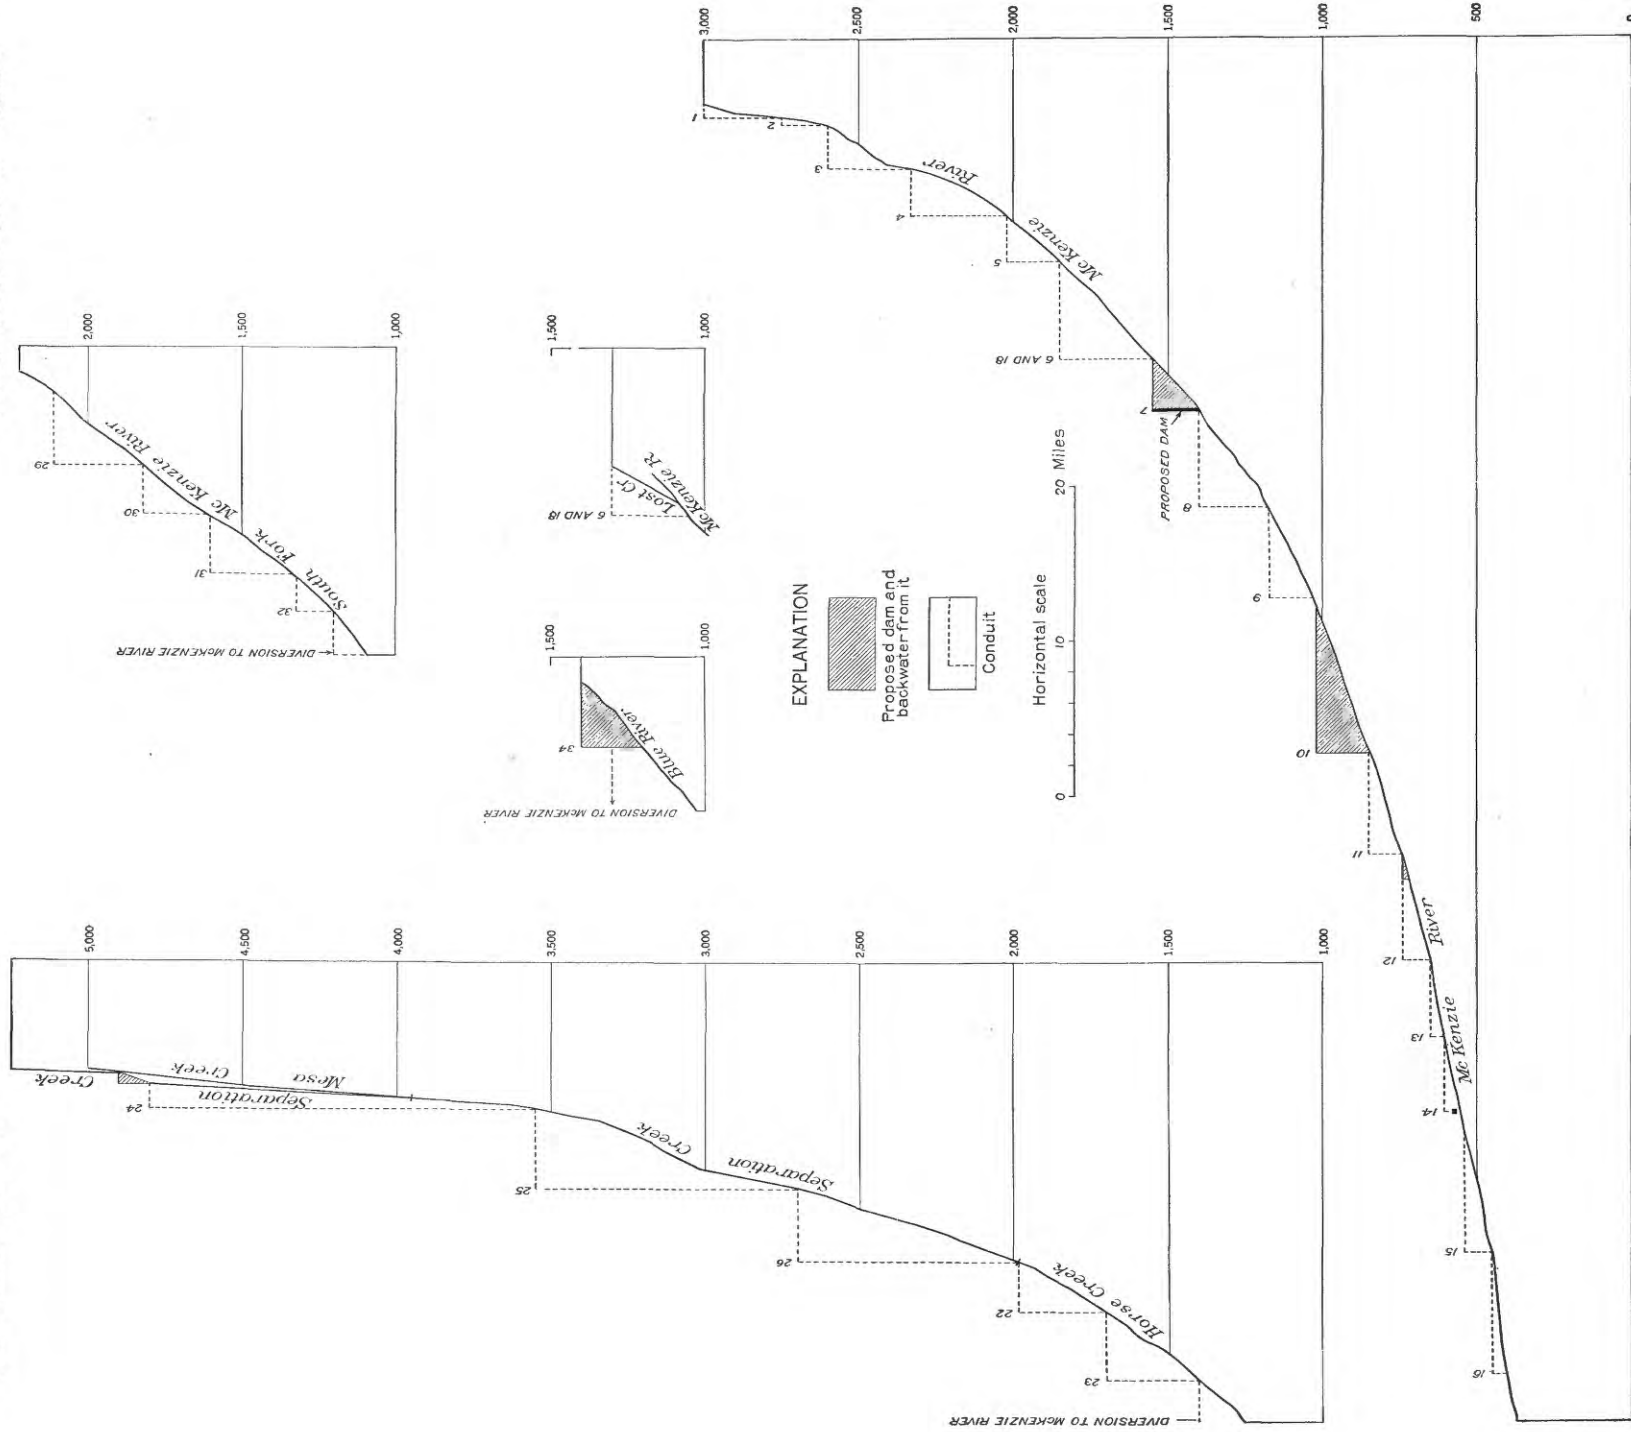 5,000
4,500
4,000
3,500
3,000
2,500
2,000
1,500
1,000
Creek
Mesa Creek
Separation
24
25
Separation Creek
26
22
Horse Creek
23
DIVERSION TO McKENZIE RIVER
2,000
1,500
1,000
29
30
31
32
South Fork Mc Kenzie River
DIVERSION TO McKENZIE RIVER
1,500
1,000
6 AND 18
Lost Cr
McKenzie R
1,500
1,000
34
Blue River
DIVERSION TO McKENZIE RIVER
EXPLANATION
Proposed dam and
backwater from it
Conduit
Horizontal scale
0
10
20 Miles
3,000
2,500
2,000
1,500
1,000
500
0
1
2
3
4
5
6 AND 18
7
PROPOSED DAM
8
9
10
11
12
13
14
15
16
Mc Kenzie River
Mc Kenzie River